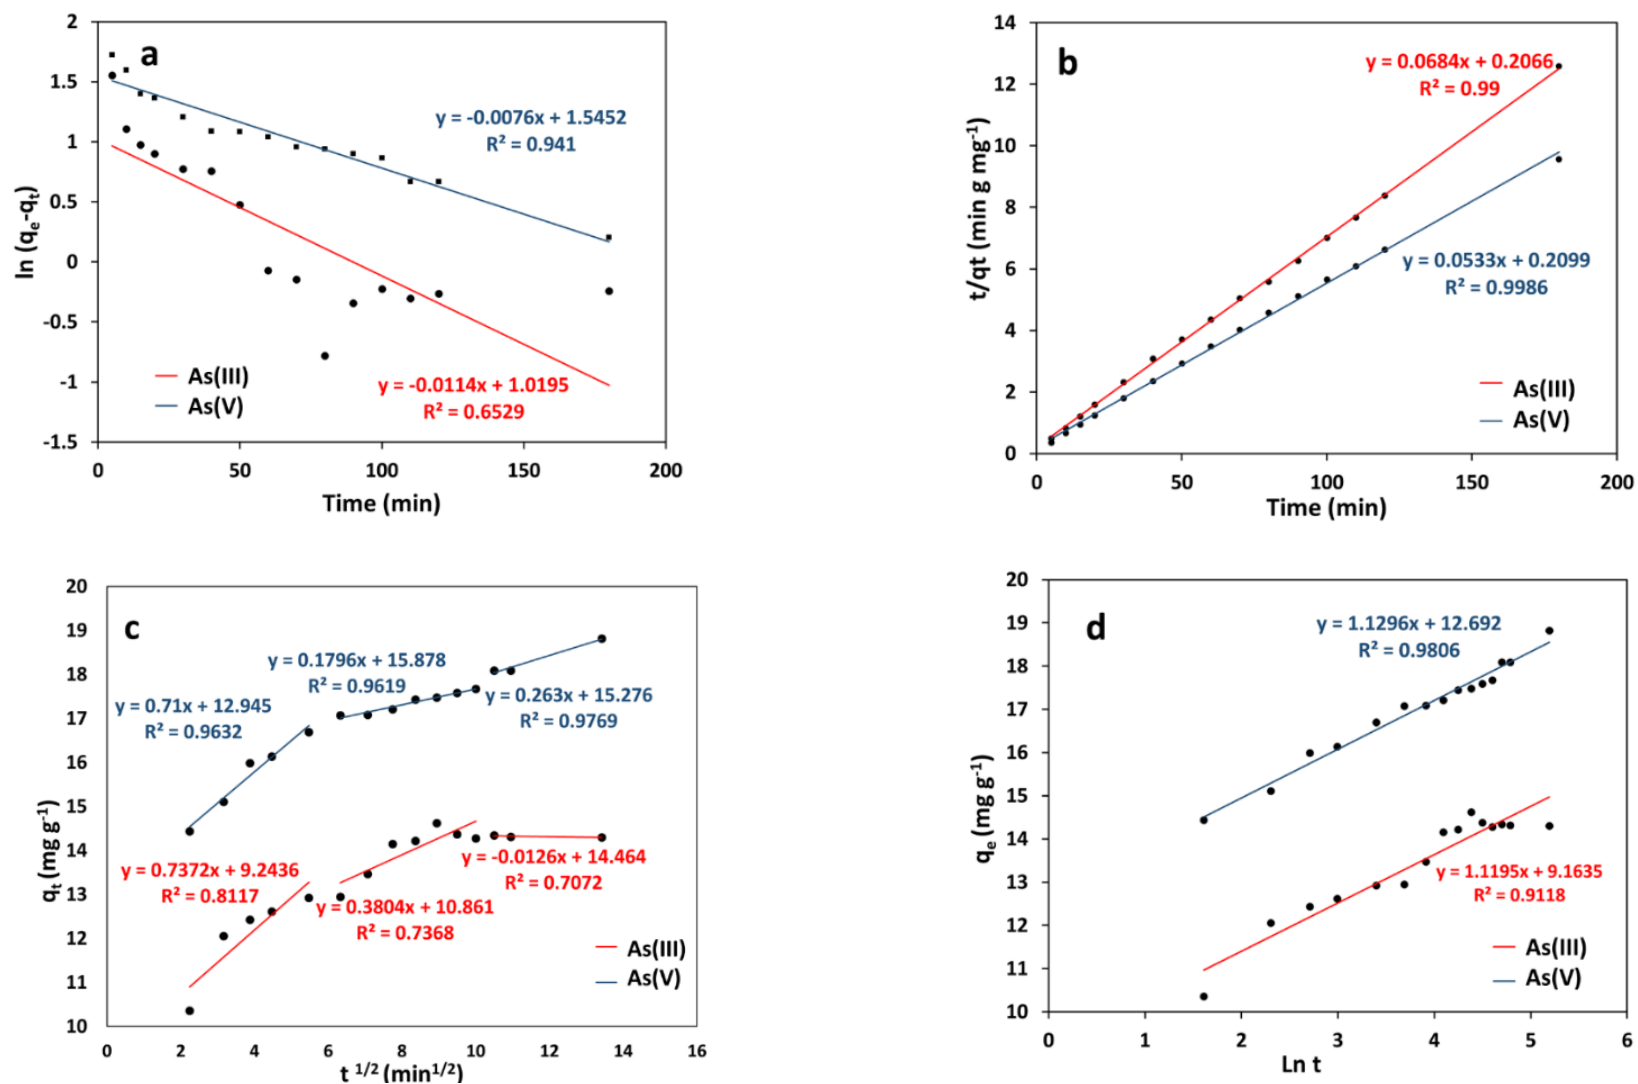 a
2
1.5
1
0.5
0
-0.5
-1
-1.5
ln (qₑ-qₜ)
y = -0.0076x + 1.5452
R² = 0.941
As(III)
As(V)
y = -0.0114x + 1.0195
R² = 0.6529
0 50 100 150 200
Time (min)
b
14
12
10
8
6
4
2
0
t/qt (min g mg⁻¹)
y = 0.0684x + 0.2066
R² = 0.99
y = 0.0533x + 0.2099
R² = 0.9986
As(III)
As(V)
0 50 100 150 200
Time (min)
c
20
19
18
17
16
15
14
13
12
11
10
qₜ (mg g⁻¹)
y = 0.1796x + 15.878
R² = 0.9619
y = 0.71x + 12.945
R² = 0.9632
y = 0.263x + 15.276
R² = 0.9769
y = 0.7372x + 9.2436
R² = 0.8117
y = -0.0126x + 14.464
R² = 0.7072
y = 0.3804x + 10.861
R² = 0.7368
As(III)
As(V)
0 2 4 6 8 10 12 14 16
t ¹/² (min¹/²)
d
20
19
18
17
16
15
14
13
12
11
10
qₑ (mg g⁻¹)
y = 1.1296x + 12.692
R² = 0.9806
y = 1.1195x + 9.1635
R² = 0.9118
As(III)
As(V)
0 1 2 3 4 5 6
Ln t